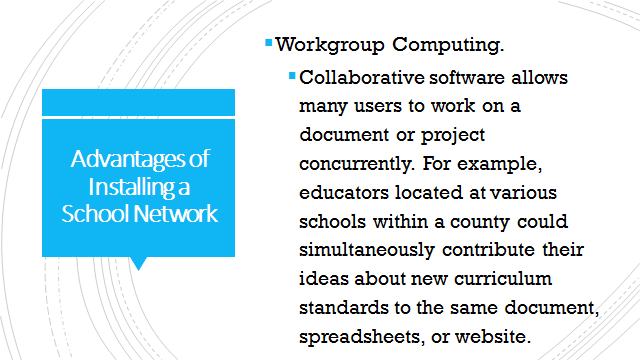 Advantages of
Installing a
School Network
Workgroup Computing.
Collaborative software allows
many users to work on a
document or project
concurrently. For example,
educators located at various
schools within a county could
simultaneously contribute their
ideas about new curriculum
standards to the same document,
spreadsheets, or website.